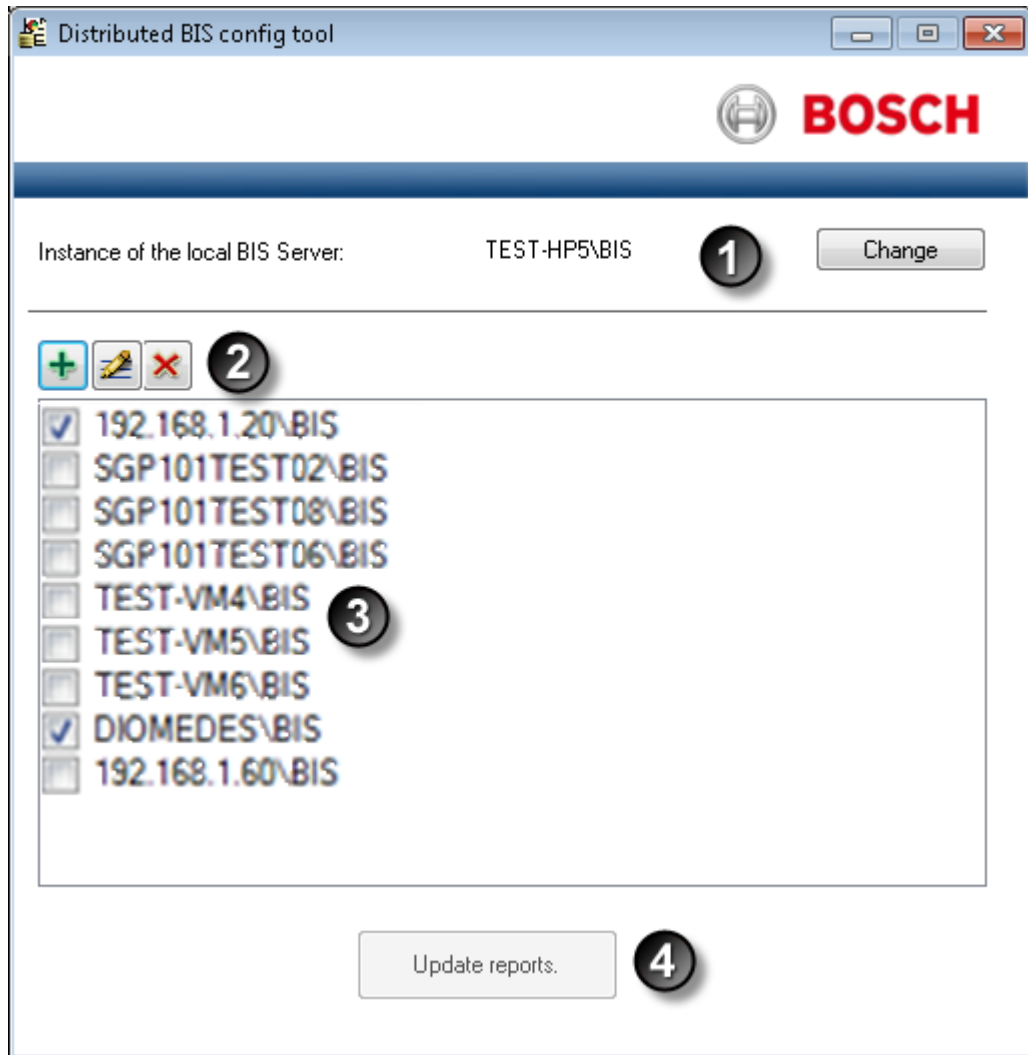 Distributed BIS config tool
BOSCH
Instance of the local BIS Server: TEST-HP5\BIS 1 Change
2
192.168.1.20\BIS
SGP101TEST02\BIS
SGP101TEST08\BIS
SGP101TEST06\BIS
TEST-VM4\BIS
3
TEST-VM5\BIS
TEST-VM6\BIS
DIOMEDES\BIS
192.168.1.60\BIS
Update reports. 4